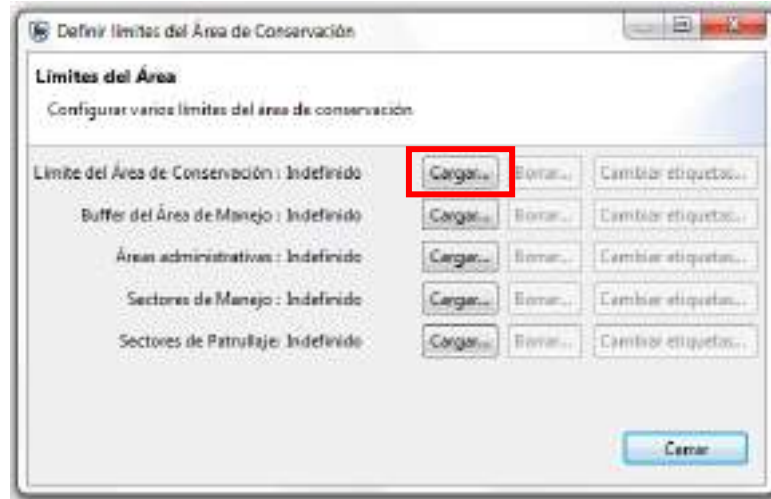 Definir límites del Área de Conservación
Límites del Área
Configurar varios límites del área de conservación
Límite del Área de Conservación : Indefinido Cargar... Borrar... Cambiar etiquetas...
Buffer del Área de Manejo : Indefinido Cargar... Borrar... Cambiar etiquetas...
Áreas administrativas : Indefinido Cargar... Borrar... Cambiar etiquetas...
Sectores de Manejo : Indefinido Cargar... Borrar... Cambiar etiquetas...
Sectores de Patrullaje: Indefinido Cargar... Borrar... Cambiar etiquetas...
Cerrar